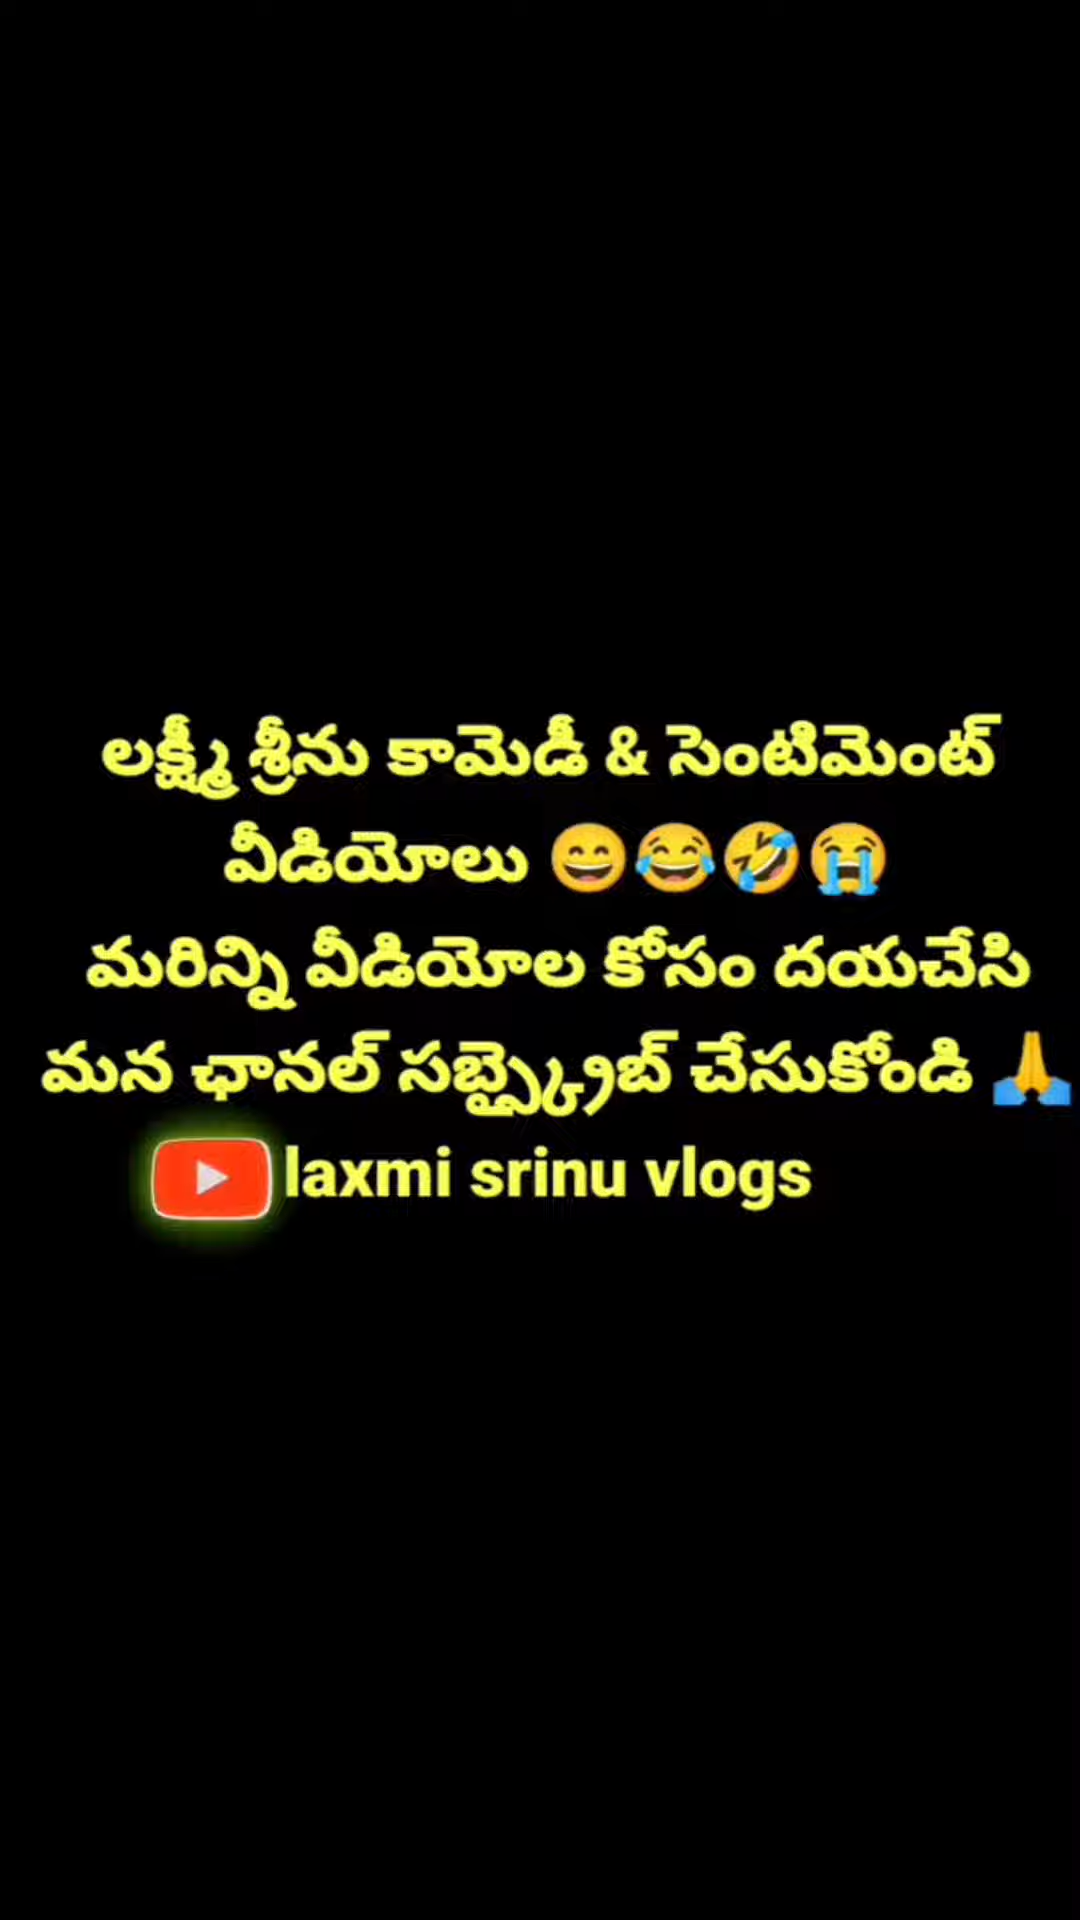 లక్ష్మీ శ్రీను కామెడీ & సెంటిమెంట్
వీడియోలు 😄😂🤣😭
మరిన్ని వీడియోల కోసం దయచేసి
మన ఛానల్ సబ్స్క్రైబ్ చేసుకోండి 🙏
laxmi srinu vlogs